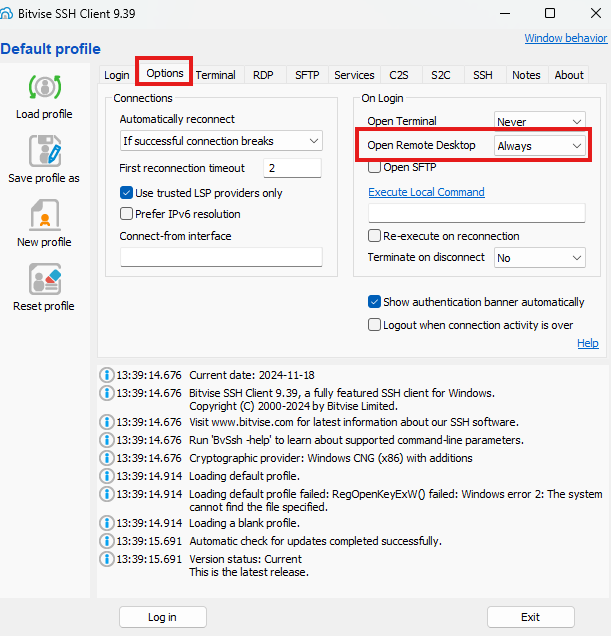 Bitvise SSH Client 9.39
Window behavior
Default profile
Load profile
Save profile as
New profile
Reset profile
Login Options Terminal RDP SFTP Services C2S S2C SSH Notes About
Connections
Automatically reconnect
If successful connection breaks
First reconnection timeout 2
Use trusted LSP providers only
Prefer IPv6 resolution
Connect-from interface
On Login
Open Terminal Never
Open Remote Desktop Always
Open SFTP
Execute Local Command
Re-execute on reconnection
Terminate on disconnect No
Show authentication banner automatically
Logout when connection activity is over
Help
13:39:14.676 Current date: 2024-11-18
13:39:14.676 Bitvise SSH Client 9.39, a fully featured SSH client for Windows.
Copyright (C) 2000-2024 by Bitvise Limited.
13:39:14.676 Visit www.bitvise.com for latest information about our SSH software.
13:39:14.676 Run 'BvSsh -help' to learn about supported command-line parameters.
13:39:14.676 Cryptographic provider: Windows CNG (x86) with additions
13:39:14.914 Loading default profile.
13:39:14.914 Loading default profile failed: RegOpenKeyExW() failed: Windows error 2: The system
cannot find the file specified.
13:39:14.914 Loading a blank profile.
13:39:15.691 Automatic check for updates completed successfully.
13:39:15.691 Version status: Current
This is the latest release.
Log in
Exit